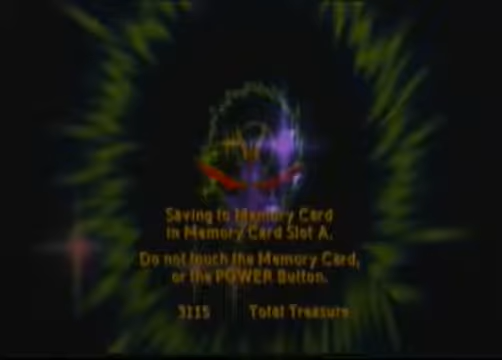 Saving to Memory Card
in Memory Card Slot A.
Do not touch the Memory Card,
or the POWER Button.
3115 Total Treasure